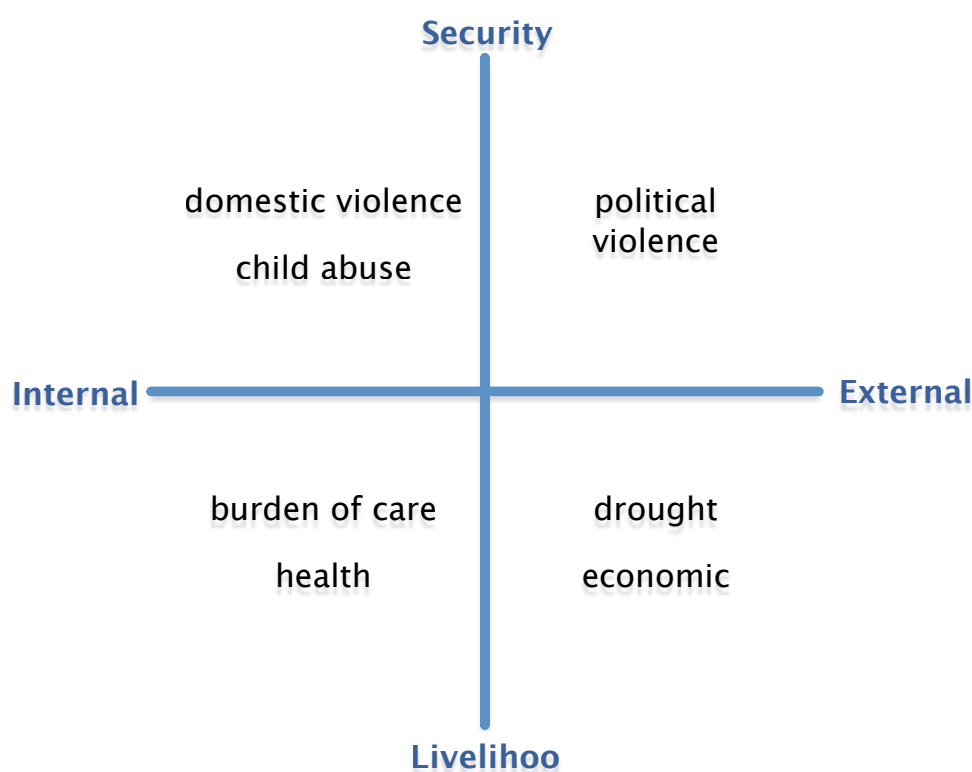 Security
domestic violence
political
violence
child abuse
Internal
External
burden of care
drought
health
economic
Livelihoo